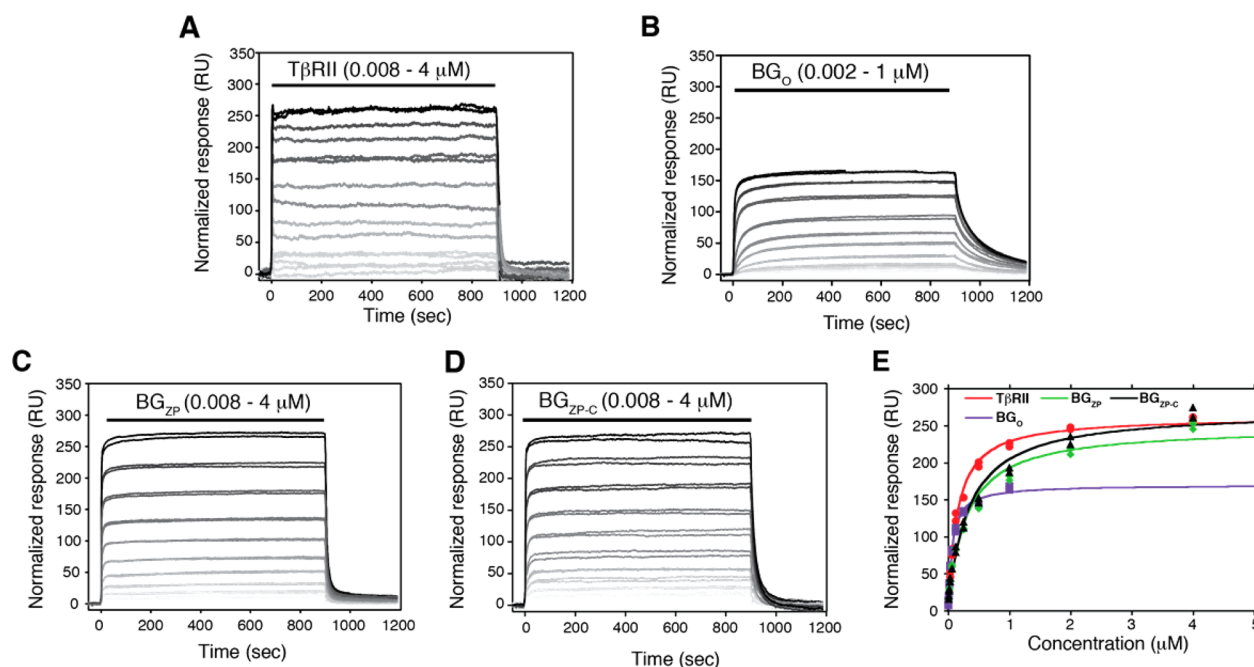 A
350
300
250
200
150
100
50
0
Normalized response (RU)
TβRII (0.008 - 4 μM)
0 200 400 600 800 1000 1200
Time (sec)
B
350
300
250
200
150
100
50
0
Normalized response (RU)
BGO (0.002 - 1 μM)
0 200 400 600 800 1000 1200
Time (sec)
C
350
300
250
200
150
100
50
0
Normalized response (RU)
BGZP (0.008 - 4 μM)
0 200 400 600 800 1000 1200
Time (sec)
D
350
300
250
200
150
100
50
0
Normalized response (RU)
BGZP-C (0.008 - 4 μM)
0 200 400 600 800 1000 1200
Time (sec)
E
300
250
200
150
100
50
0
Normalized response (RU)
TβRII BGZP BGZP-C
BGO
0 1 2 3 4 5
Concentration (μM)